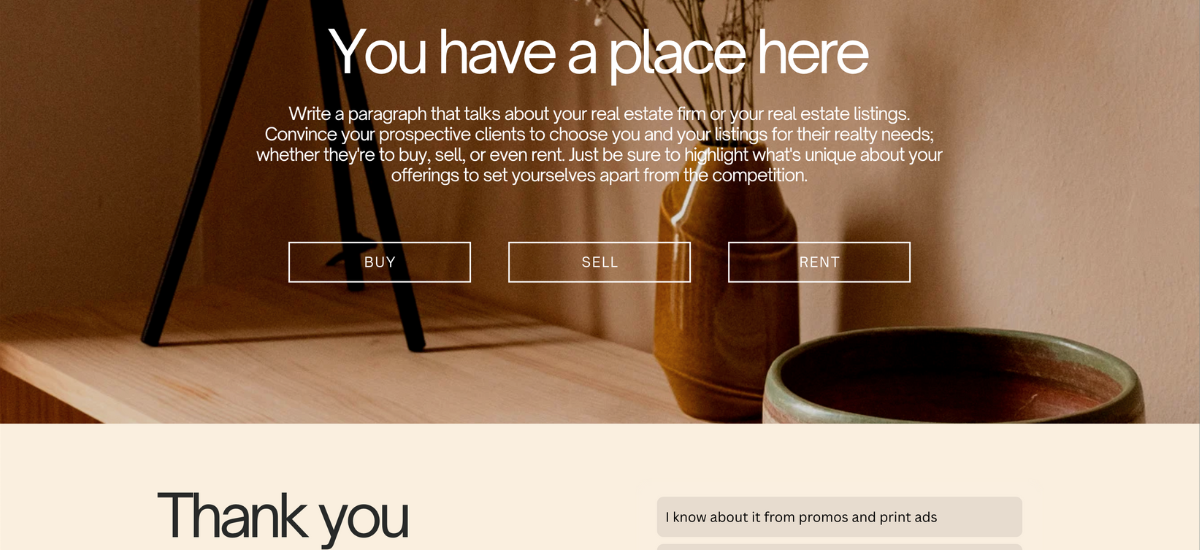 You have a place here
Write a paragraph that talks about your real estate firm or your real estate listings.
Convince your prospective clients to choose you and your listings for their realty needs;
whether they're to buy, sell, or even rent. Just be sure to highlight what's unique about your
offerings to set yourselves apart from the competition.
BUY
SELL
RENT
Thank you
I know about it from promos and print ads